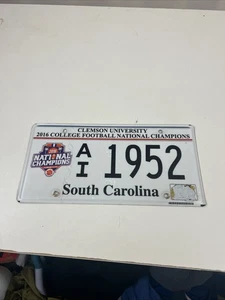 CLEMSON UNIVERSITY
2016 COLLEGE FOOTBALL NATIONAL CHAMPIONS
A
I
1952
NATIONAL
CHAMPIONS
South Carolina